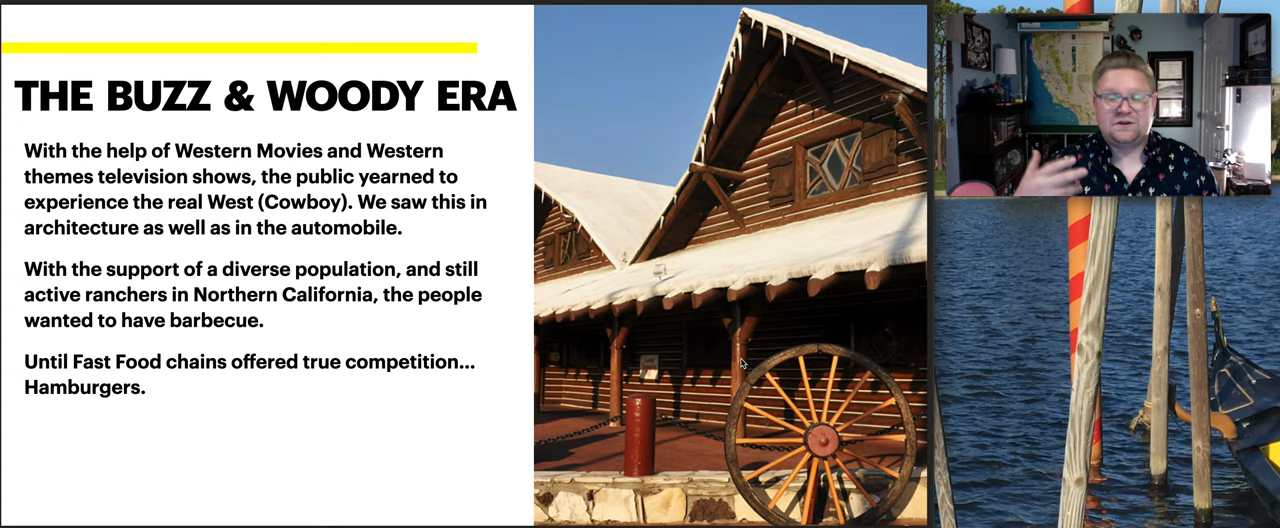 THE BUZZ & WOODY ERA
With the help of Western Movies and Western
themes television shows, the public yearned to
experience the real West (Cowboy). We saw this in
architecture as well as in the automobile.
With the support of a diverse population, and still
active ranchers in Northern California, the people
wanted to have barbecue.
Until Fast Food chains offered true competition...
Hamburgers.